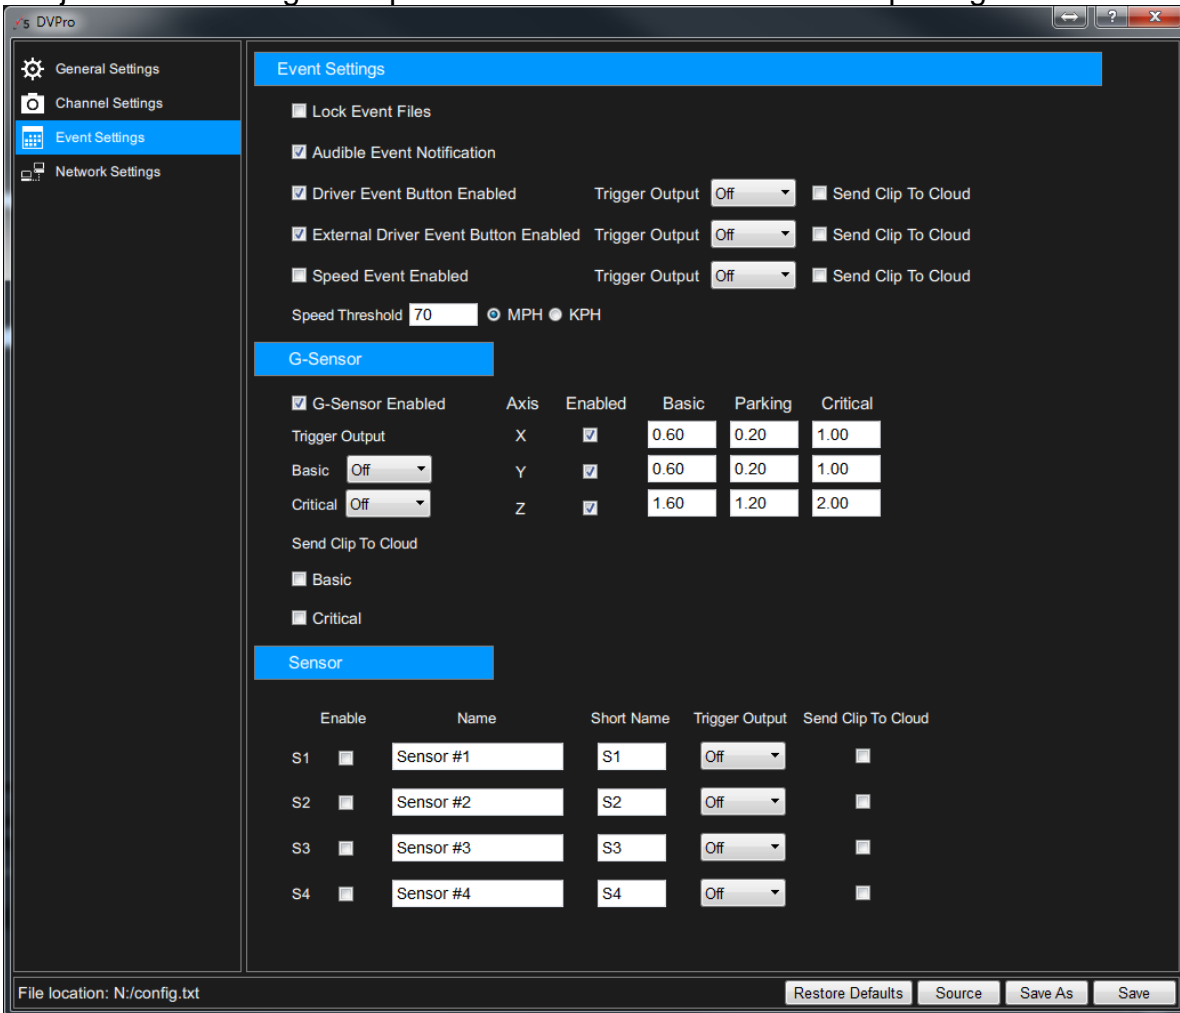 DVPro
?
X
General Settings
Channel Settings
Event Settings
Network Settings
Event Settings
Lock Event Files
Audible Event Notification
Driver Event Button Enabled Trigger Output Off Send Clip To Cloud
External Driver Event Button Enabled Trigger Output Off Send Clip To Cloud
Speed Event Enabled Trigger Output Off Send Clip To Cloud
Speed Threshold 70 MPH KPH
G-Sensor
G-Sensor Enabled Axis Enabled Basic Parking Critical
Trigger Output X 0.60 0.20 1.00
Basic Off Y 0.60 0.20 1.00
Critical Off Z 1.60 1.20 2.00
Send Clip To Cloud
Basic
Critical
Sensor
Enable Name Short Name Trigger Output Send Clip To Cloud
S1 Sensor #1 S1 Off
S2 Sensor #2 S2 Off
S3 Sensor #3 S3 Off
S4 Sensor #4 S4 Off
File location: N:/config.txt Restore Defaults Source Save As Save